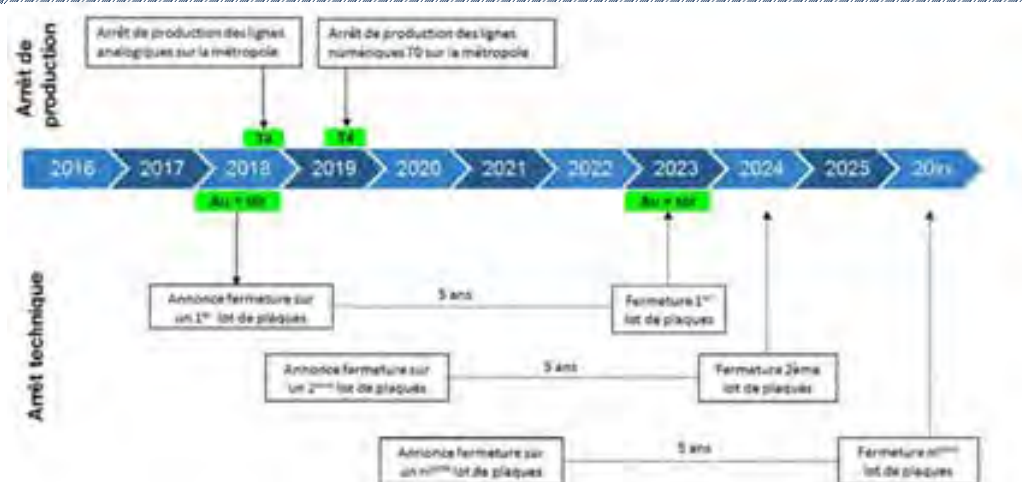 Arrêt de
production
Arrêt de production des lignes
analogiques sur la métropole
Arrêt de production des lignes
numériques T0 sur la métropole
T4
T4
2016
2017
2018
2019
2020
2021
2022
2023
2024
2025
Au + tôt
Au + tôt
Arrêt technique
Annonce fermeture sur
un 1er lot de plaques
5 ans
Fermeture 1er
lot de plaques
Annonce fermeture sur
un 2ème lot de plaques
5 ans
Fermeture 2ème
lot de plaques
Annonce fermeture sur
lot de plaques
5 ans
Fermeture
lot de plaques